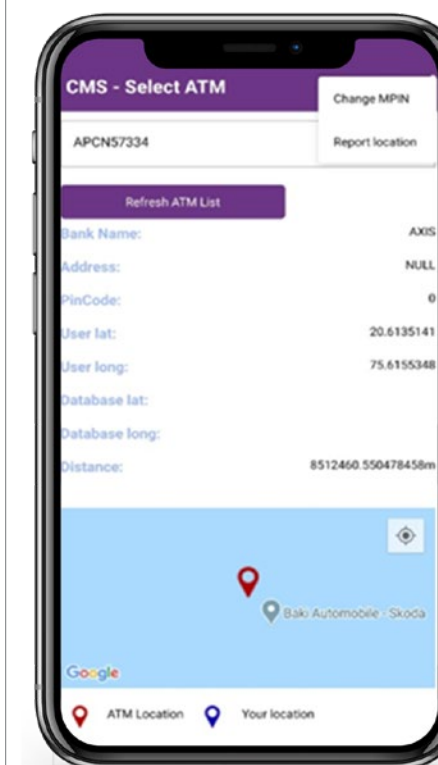 CMS - Select ATM
Change MPIN
APCN57334
Report location
Refresh ATM List
Bank Name: AXIS
Address: NULL
PinCode: 0
User lat: 20.6135141
User long: 75.6155348
Database lat:
Database long:
Distance: 8512460.550478458m
Baki Automobile - Skoda
Google
ATM Location Your location